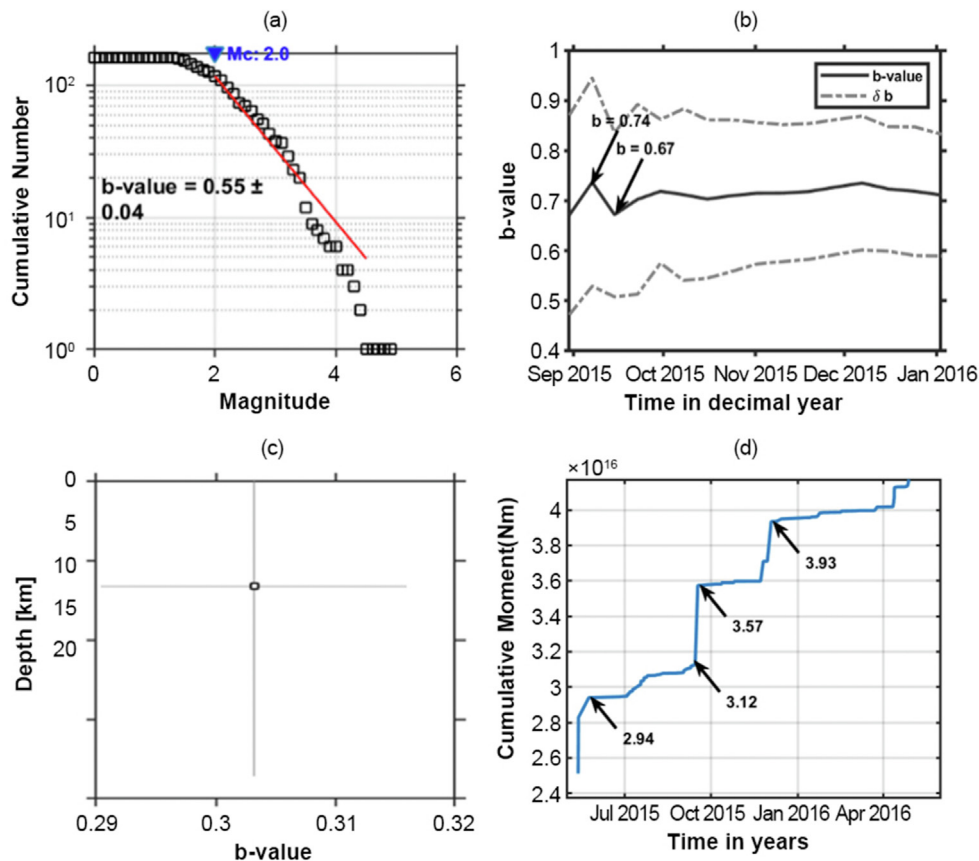 (a)
Mc: 2.0
10²
10¹
10⁰
Cumulative Number
b-value = 0.55 ±
0.04
0 2 4 6
Magnitude
(b)
1
0.9
0.8
0.7
0.6
0.5
0.4
b-value
b-value
δ b
b = 0.74
b = 0.67
Sep 2015 Oct 2015 Nov 2015 Dec 2015 Jan 2016
Time in decimal year
(c)
0
5
10
15
20
Depth [km]
0.29 0.3 0.31 0.32
b-value
(d)
×10¹⁶
4
3.8
3.6
3.4
3.2
3
2.8
2.6
2.4
Cumulative Moment(Nm)
3.93
3.57
3.12
2.94
Jul 2015 Oct 2015 Jan 2016 Apr 2016
Time in years